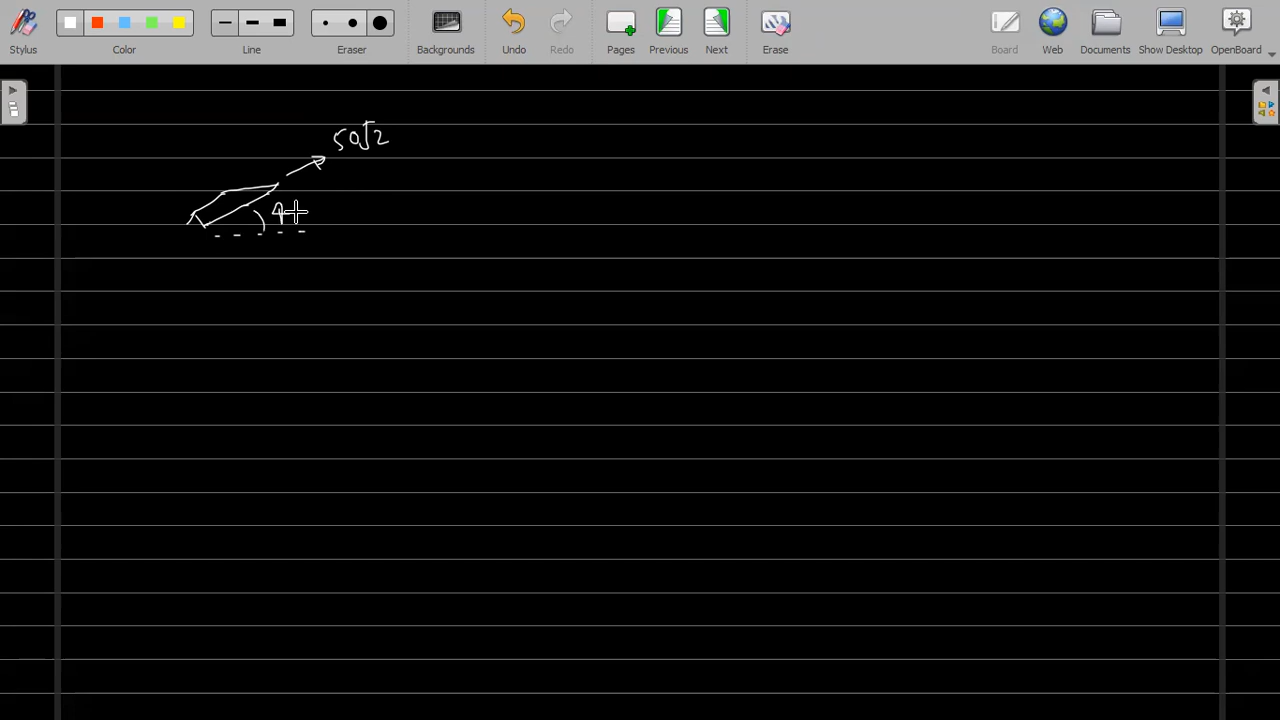 Stylus
Color
Line
Eraser
Backgrounds
Undo
Redo
Pages
Previous
Next
Erase
Board
Web
Documents
Show Desktop
OpenBoard
50√2
4